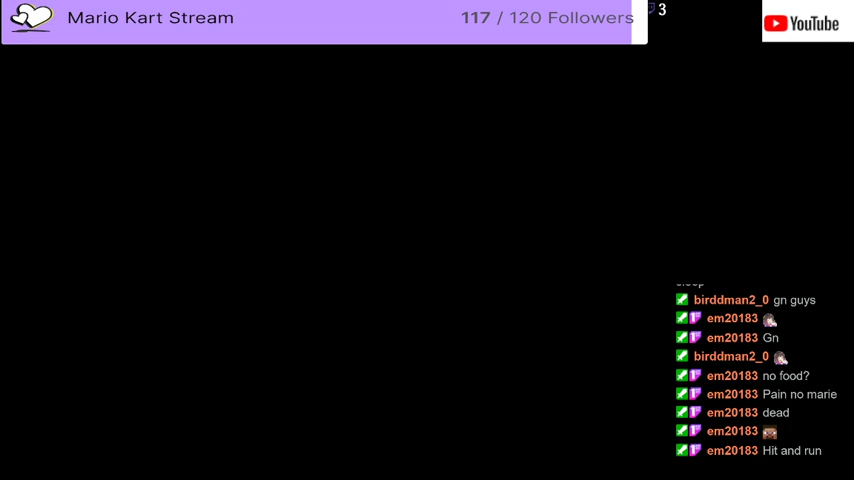 Mario Kart Stream
117 / 120 Followers
3
YouTube
birddman2_0 gn guys
em20183
em20183 Gn
birddman2_0
em20183 no food?
em20183 Pain no marie
em20183 dead
em20183
em20183 Hit and run